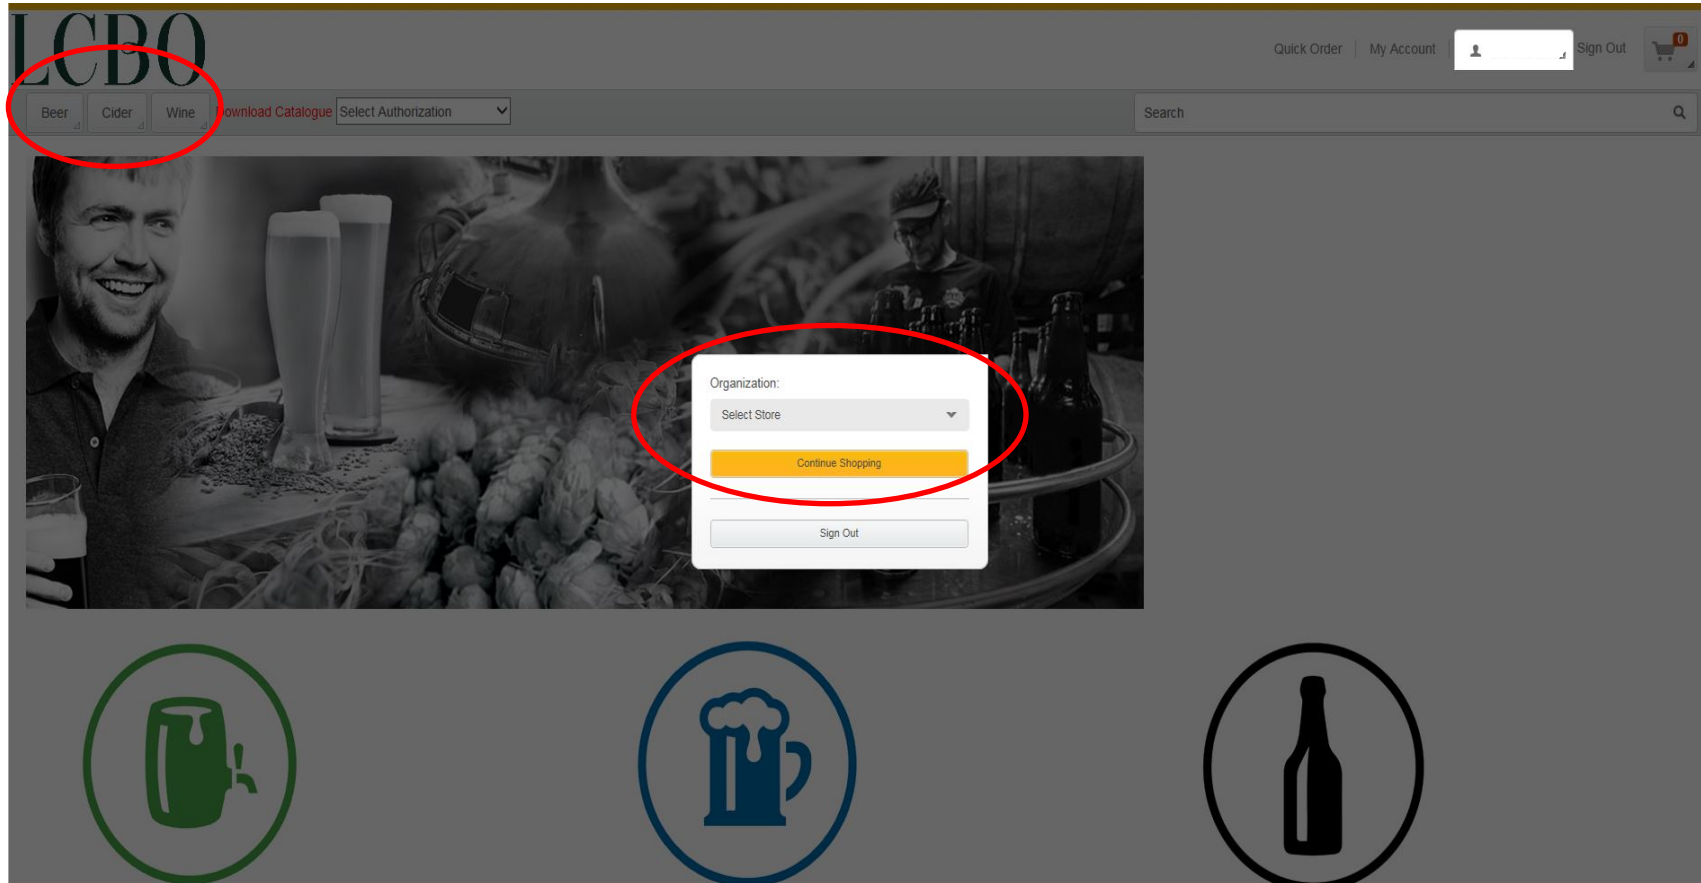 LCBO
Quick Order My Account Sign Out 0
Beer Cider Wine Download Catalogue Select Authorization Search
Organization:
Select Store
Continue Shopping
Sign Out